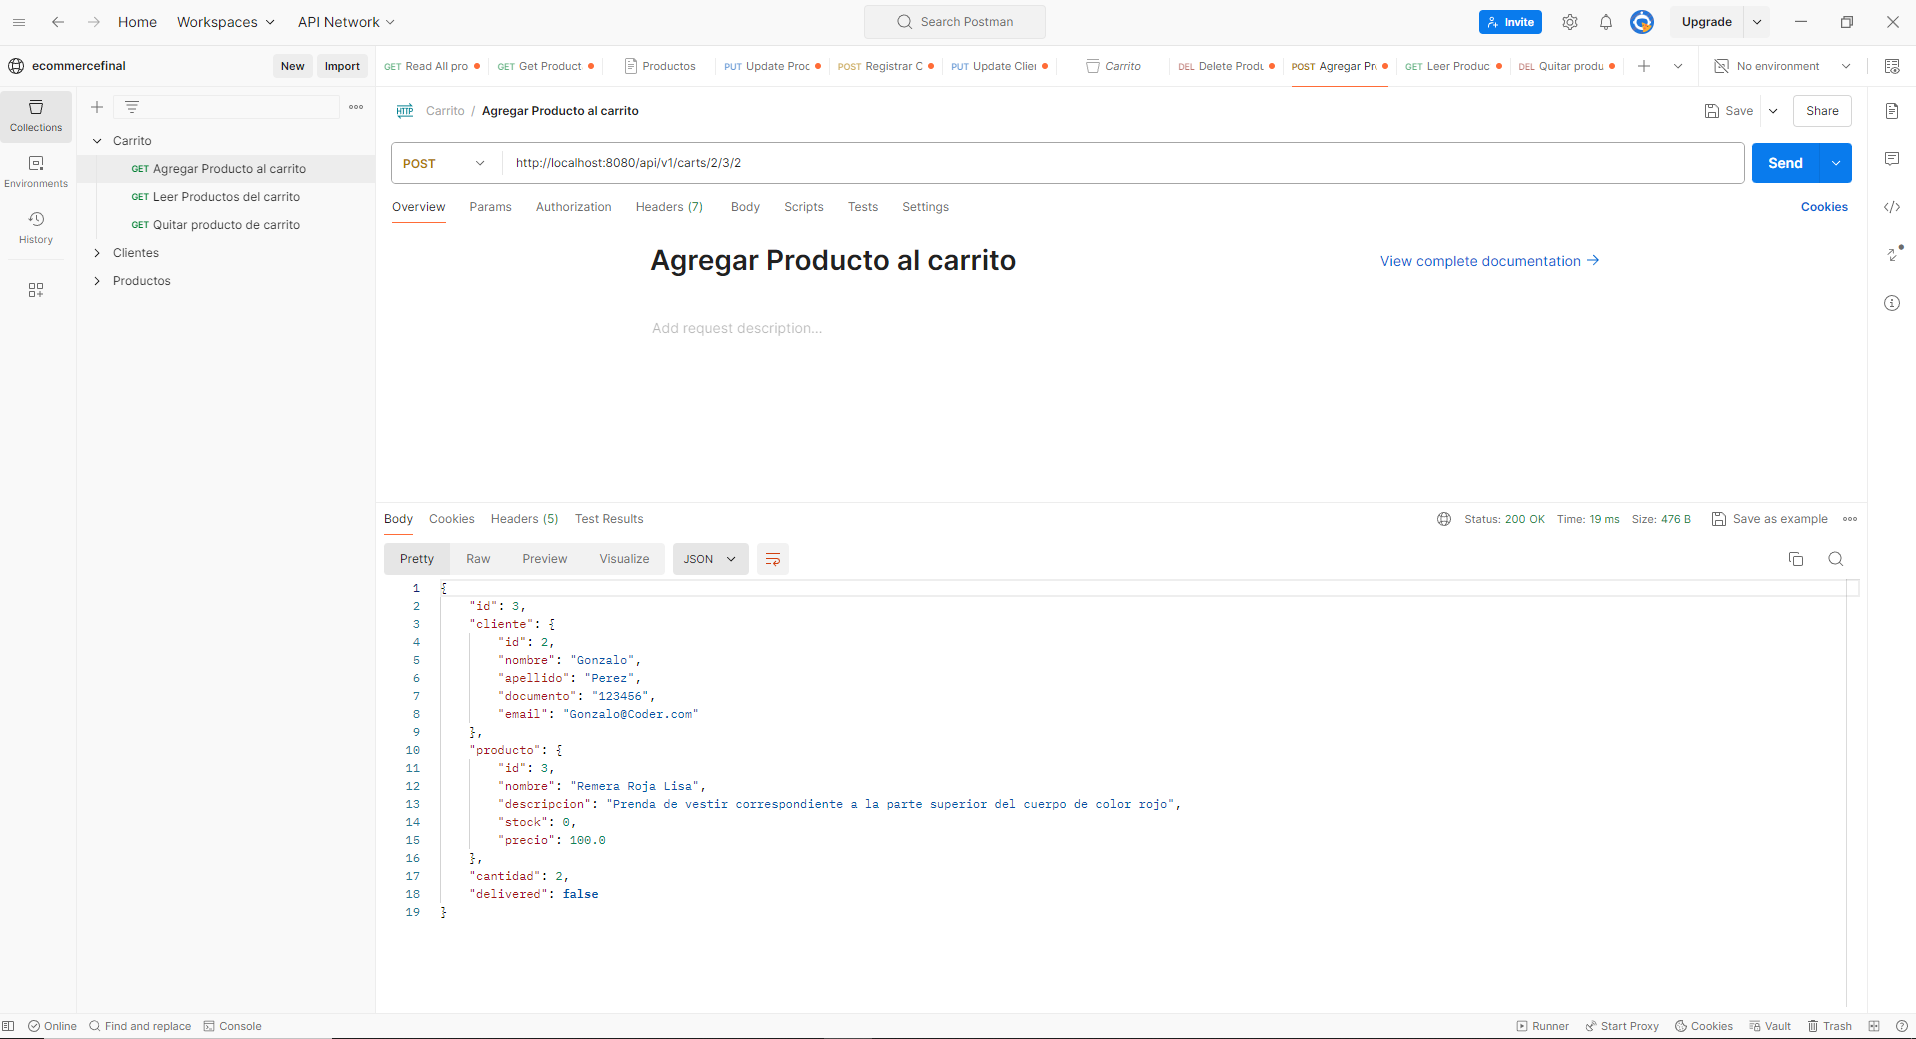 Home Workspaces API Network Search Postman Invite Upgrade
ecommercefinal New Import
GET Read All pro GET Get Product Productos PUT Update Proc POST Registrar C PUT Update Clie Carrito DEL Delete Produ POST Agregar Pr GET Leer Produc DEL Quitar produ No environment
Collections
Environments
History
Carrito
GET Agregar Producto al carrito
GET Leer Productos del carrito
GET Quitar producto de carrito
Clientes
Productos
HTTP Carrito / Agregar Producto al carrito Save Share
POST http://localhost:8080/api/v1/carts/2/3/2 Send
Overview Params Authorization Headers (7) Body Scripts Tests Settings Cookies
Agregar Producto al carrito View complete documentation
Add request description...
Body Cookies Headers (5) Test Results Status: 200 OK Time: 19 ms Size: 476 B Save as example
Pretty Raw Preview Visualize JSON
1 {
2 "id": 3,
3 "cliente": {
4 "id": 2,
5 "nombre": "Gonzalo",
6 "apellido": "Perez",
7 "documento": "123456",
8 "email": "Gonzalo@Coder.com"
9 },
10 "producto": {
11 "id": 3,
12 "nombre": "Remera Roja Lisa",
13 "descripcion": "Prenda de vestir correspondiente a la parte superior del cuerpo de color rojo",
14 "stock": 0,
15 "precio": 100.0
16 },
17 "cantidad": 2,
18 "delivered": false
19 }
Online Find and replace Console Runner Start Proxy Cookies Vault Trash